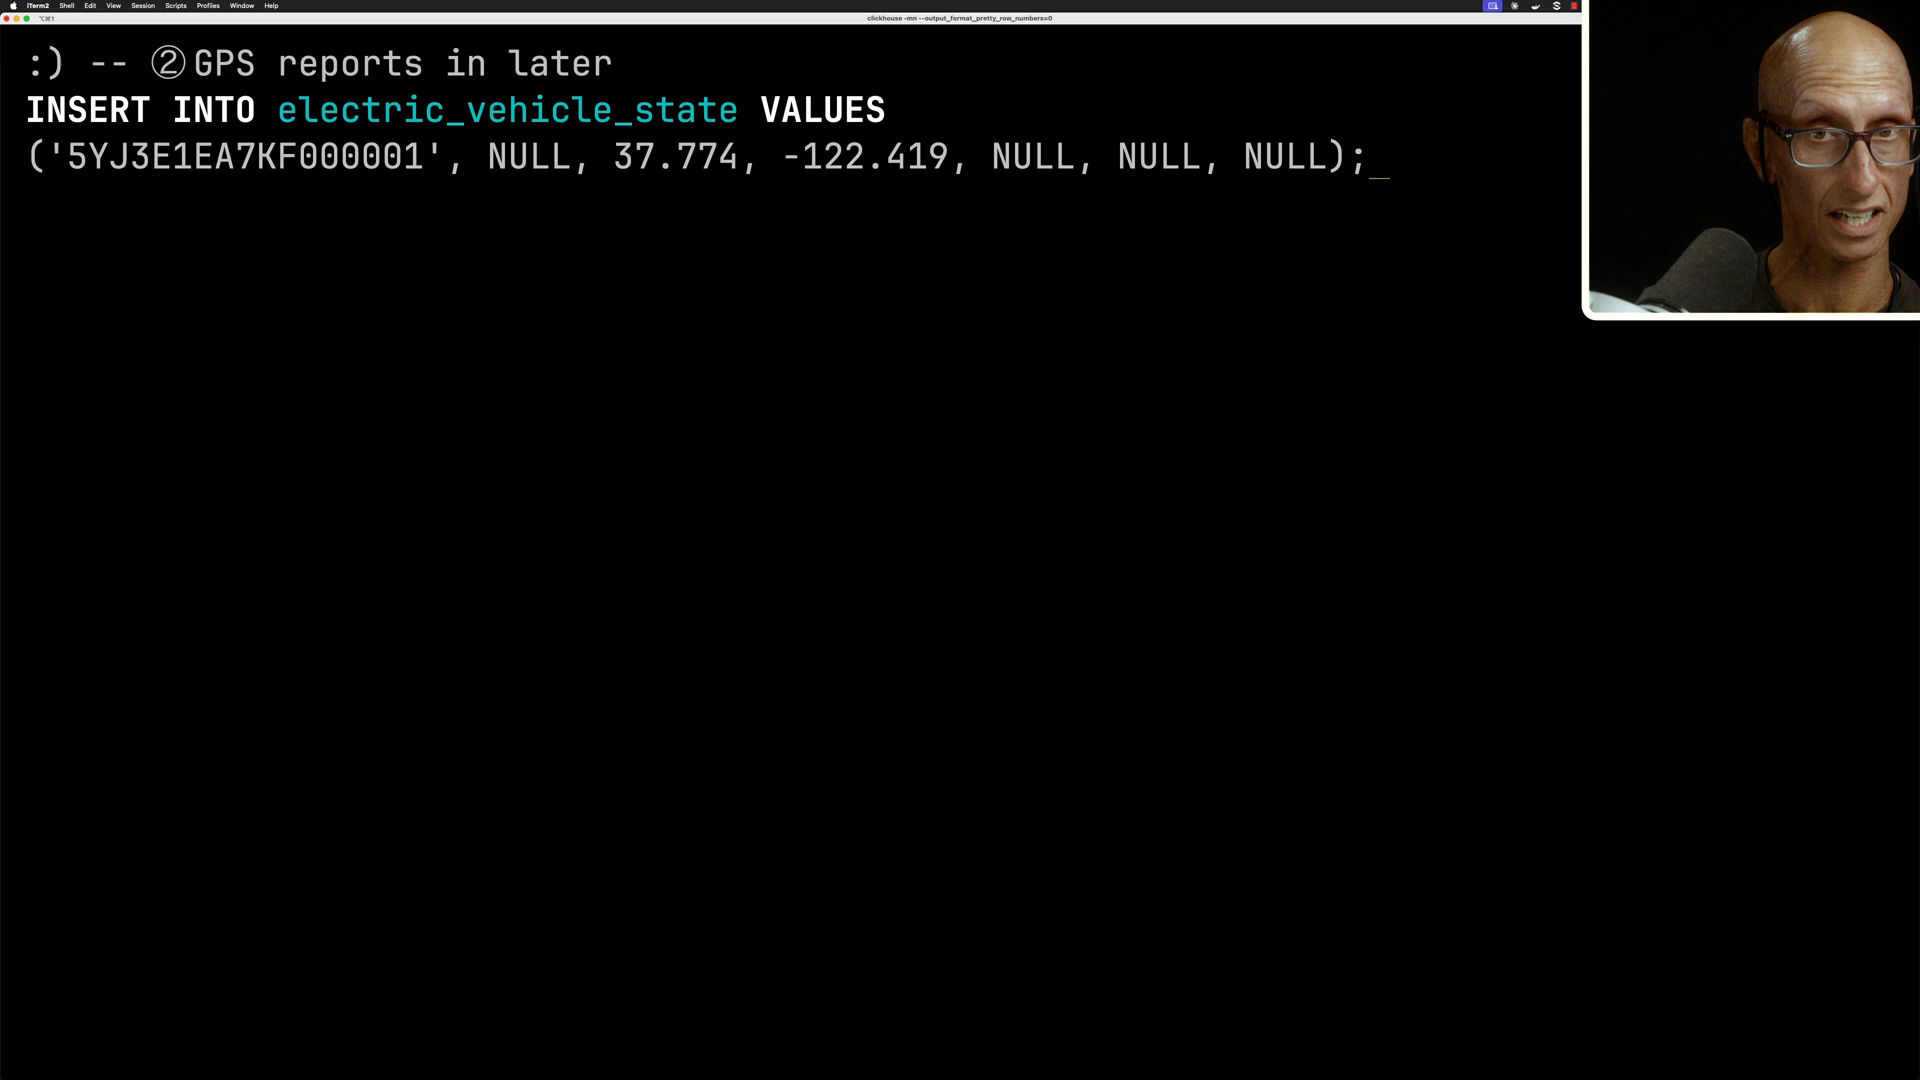 iTerm2 Shell Edit View Session Scripts Profiles Window Help
⌥⌘1 clickhouse -mn --output_format_pretty_row_numbers=0
:) -- ②GPS reports in later
INSERT INTO electric_vehicle_state VALUES
('5YJ3E1EA7KF000001', NULL, 37.774, -122.419, NULL, NULL, NULL);